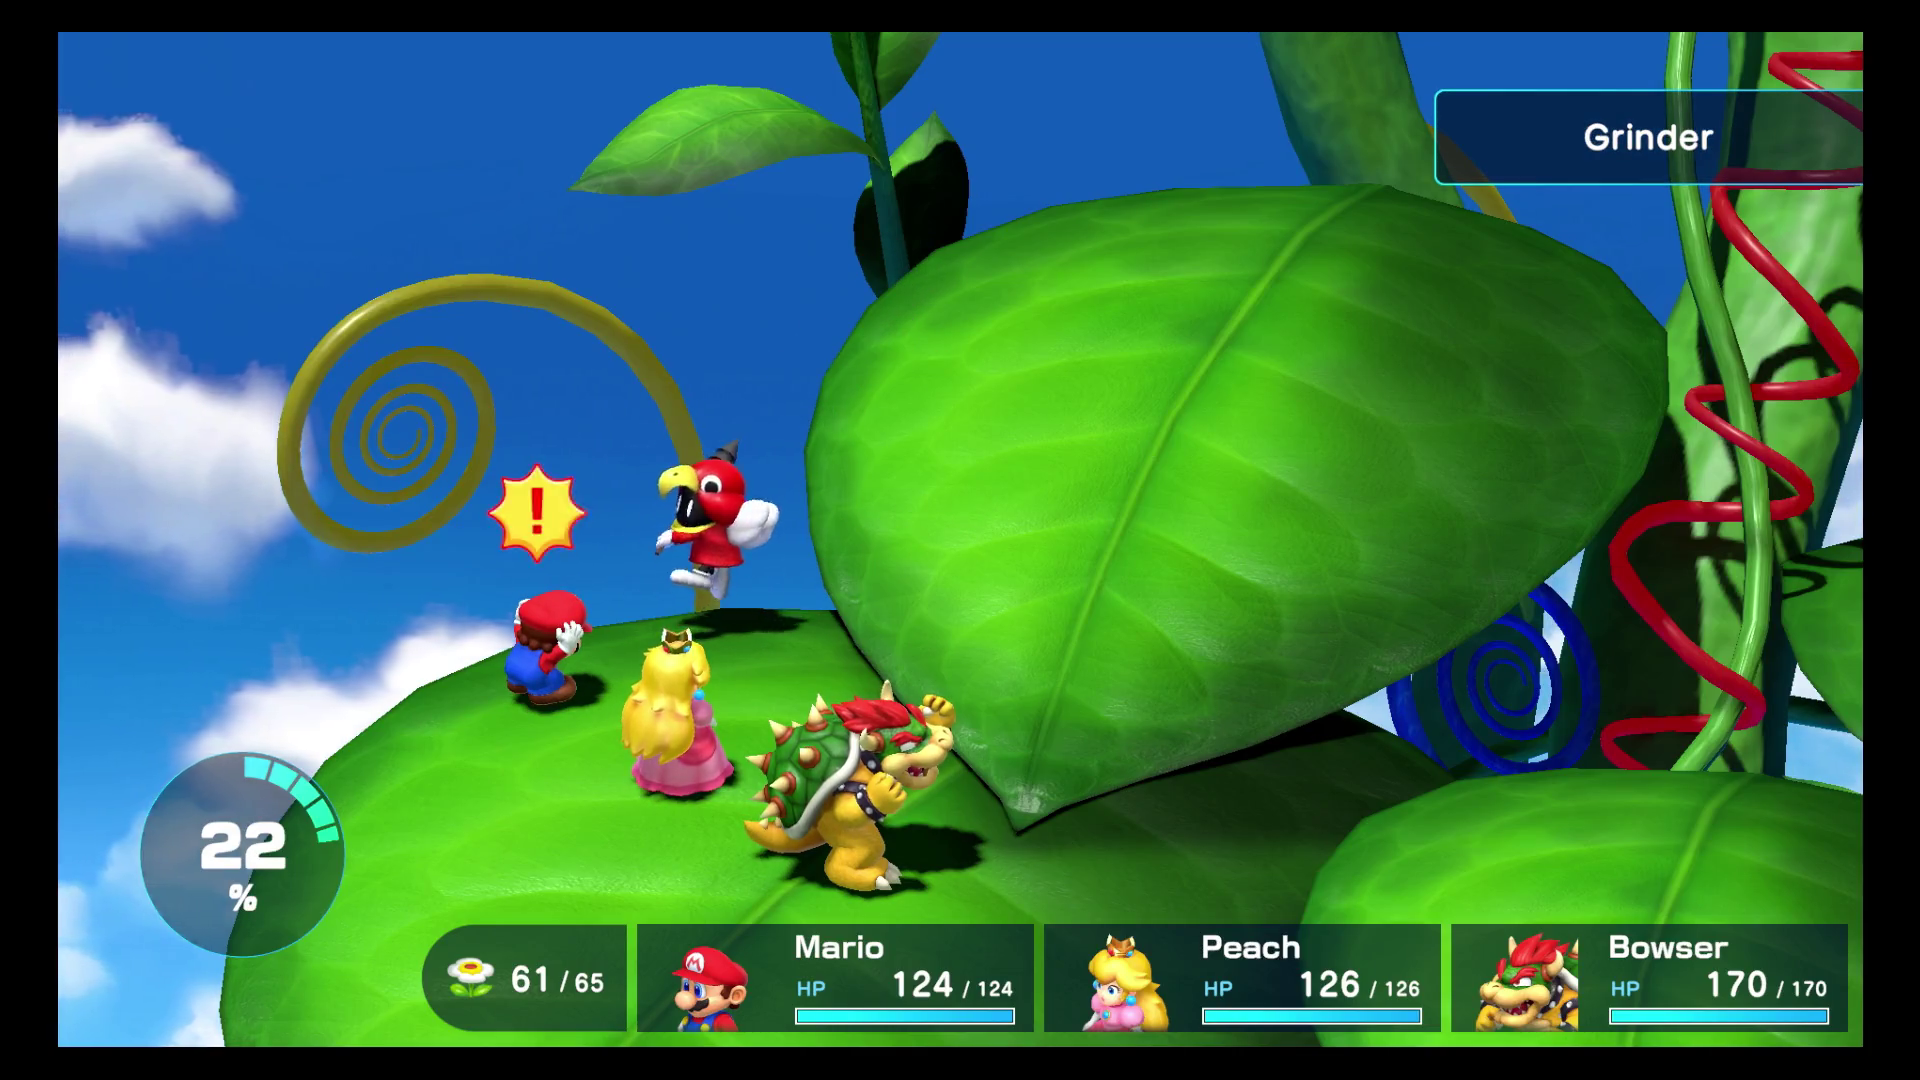 Grinder
!
22
%
61 / 65
Mario
HP 124 / 124
Peach
HP 126 / 126
Bowser
HP 170 / 170
M